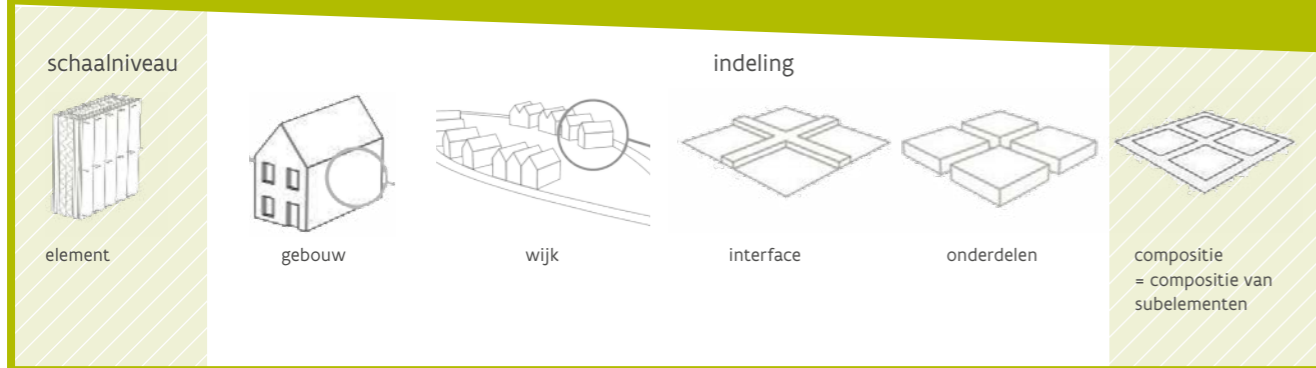 schaalniveau
indeling
element
gebouw
wijk
interface
onderdelen
compositie
= compositie van
subelementen